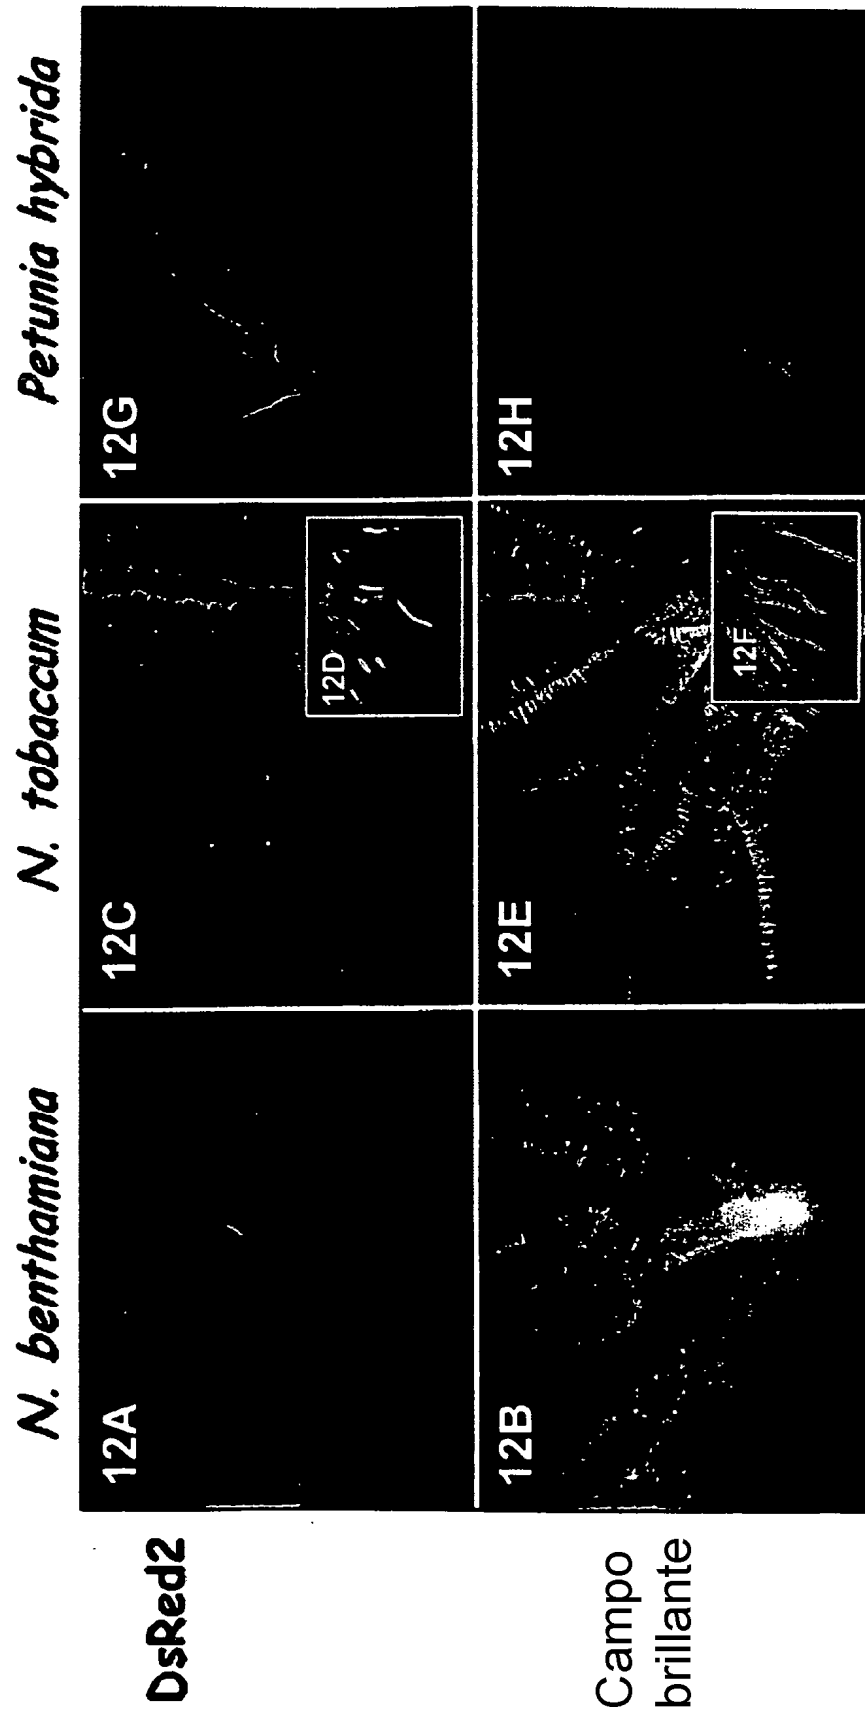 N. benthamiana
N. tobaccum
Petunia hybrida
DsRed2
12A
12C
12D
12G
Campo
brillante
12B
12E
12F
12H